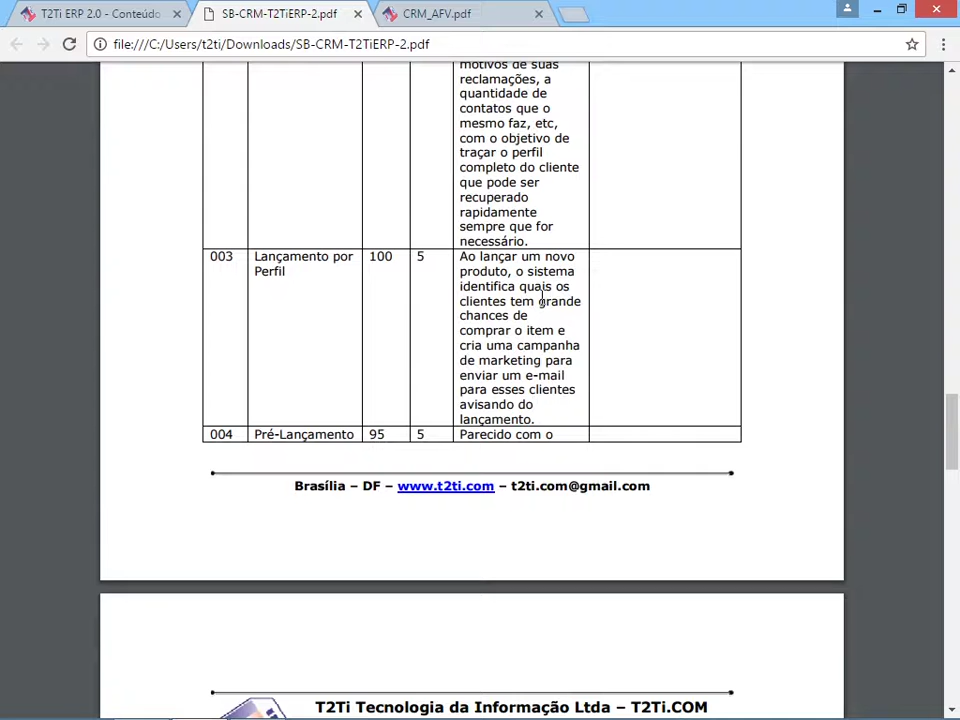 T2Ti ERP 2.0 - Conteúdo
SB-CRM-T2TiERP-2.pdf
CRM_AFV.pdf
file:///C:/Users/t2ti/Downloads/SB-CRM-T2TiERP-2.pdf
motivos de suas
reclamações, a
quantidade de
contatos que o
mesmo faz, etc,
com o objetivo de
traçar o perfil
completo do cliente
que pode ser
recuperado
rapidamente
sempre que for
necessário.
003 Lançamento por 100 5 Ao lançar um novo
Perfil produto, o sistema
identifica quais os
clientes tem grande
chances de
comprar o item e
cria uma campanha
de marketing para
enviar um e-mail
para esses clientes
avisando do
lançamento.
004 Pré-Lançamento 95 5 Parecido com o
Brasília – DF – www.t2ti.com – t2ti.com@gmail.com
T2Ti Tecnologia da Informação Ltda – T2Ti.COM